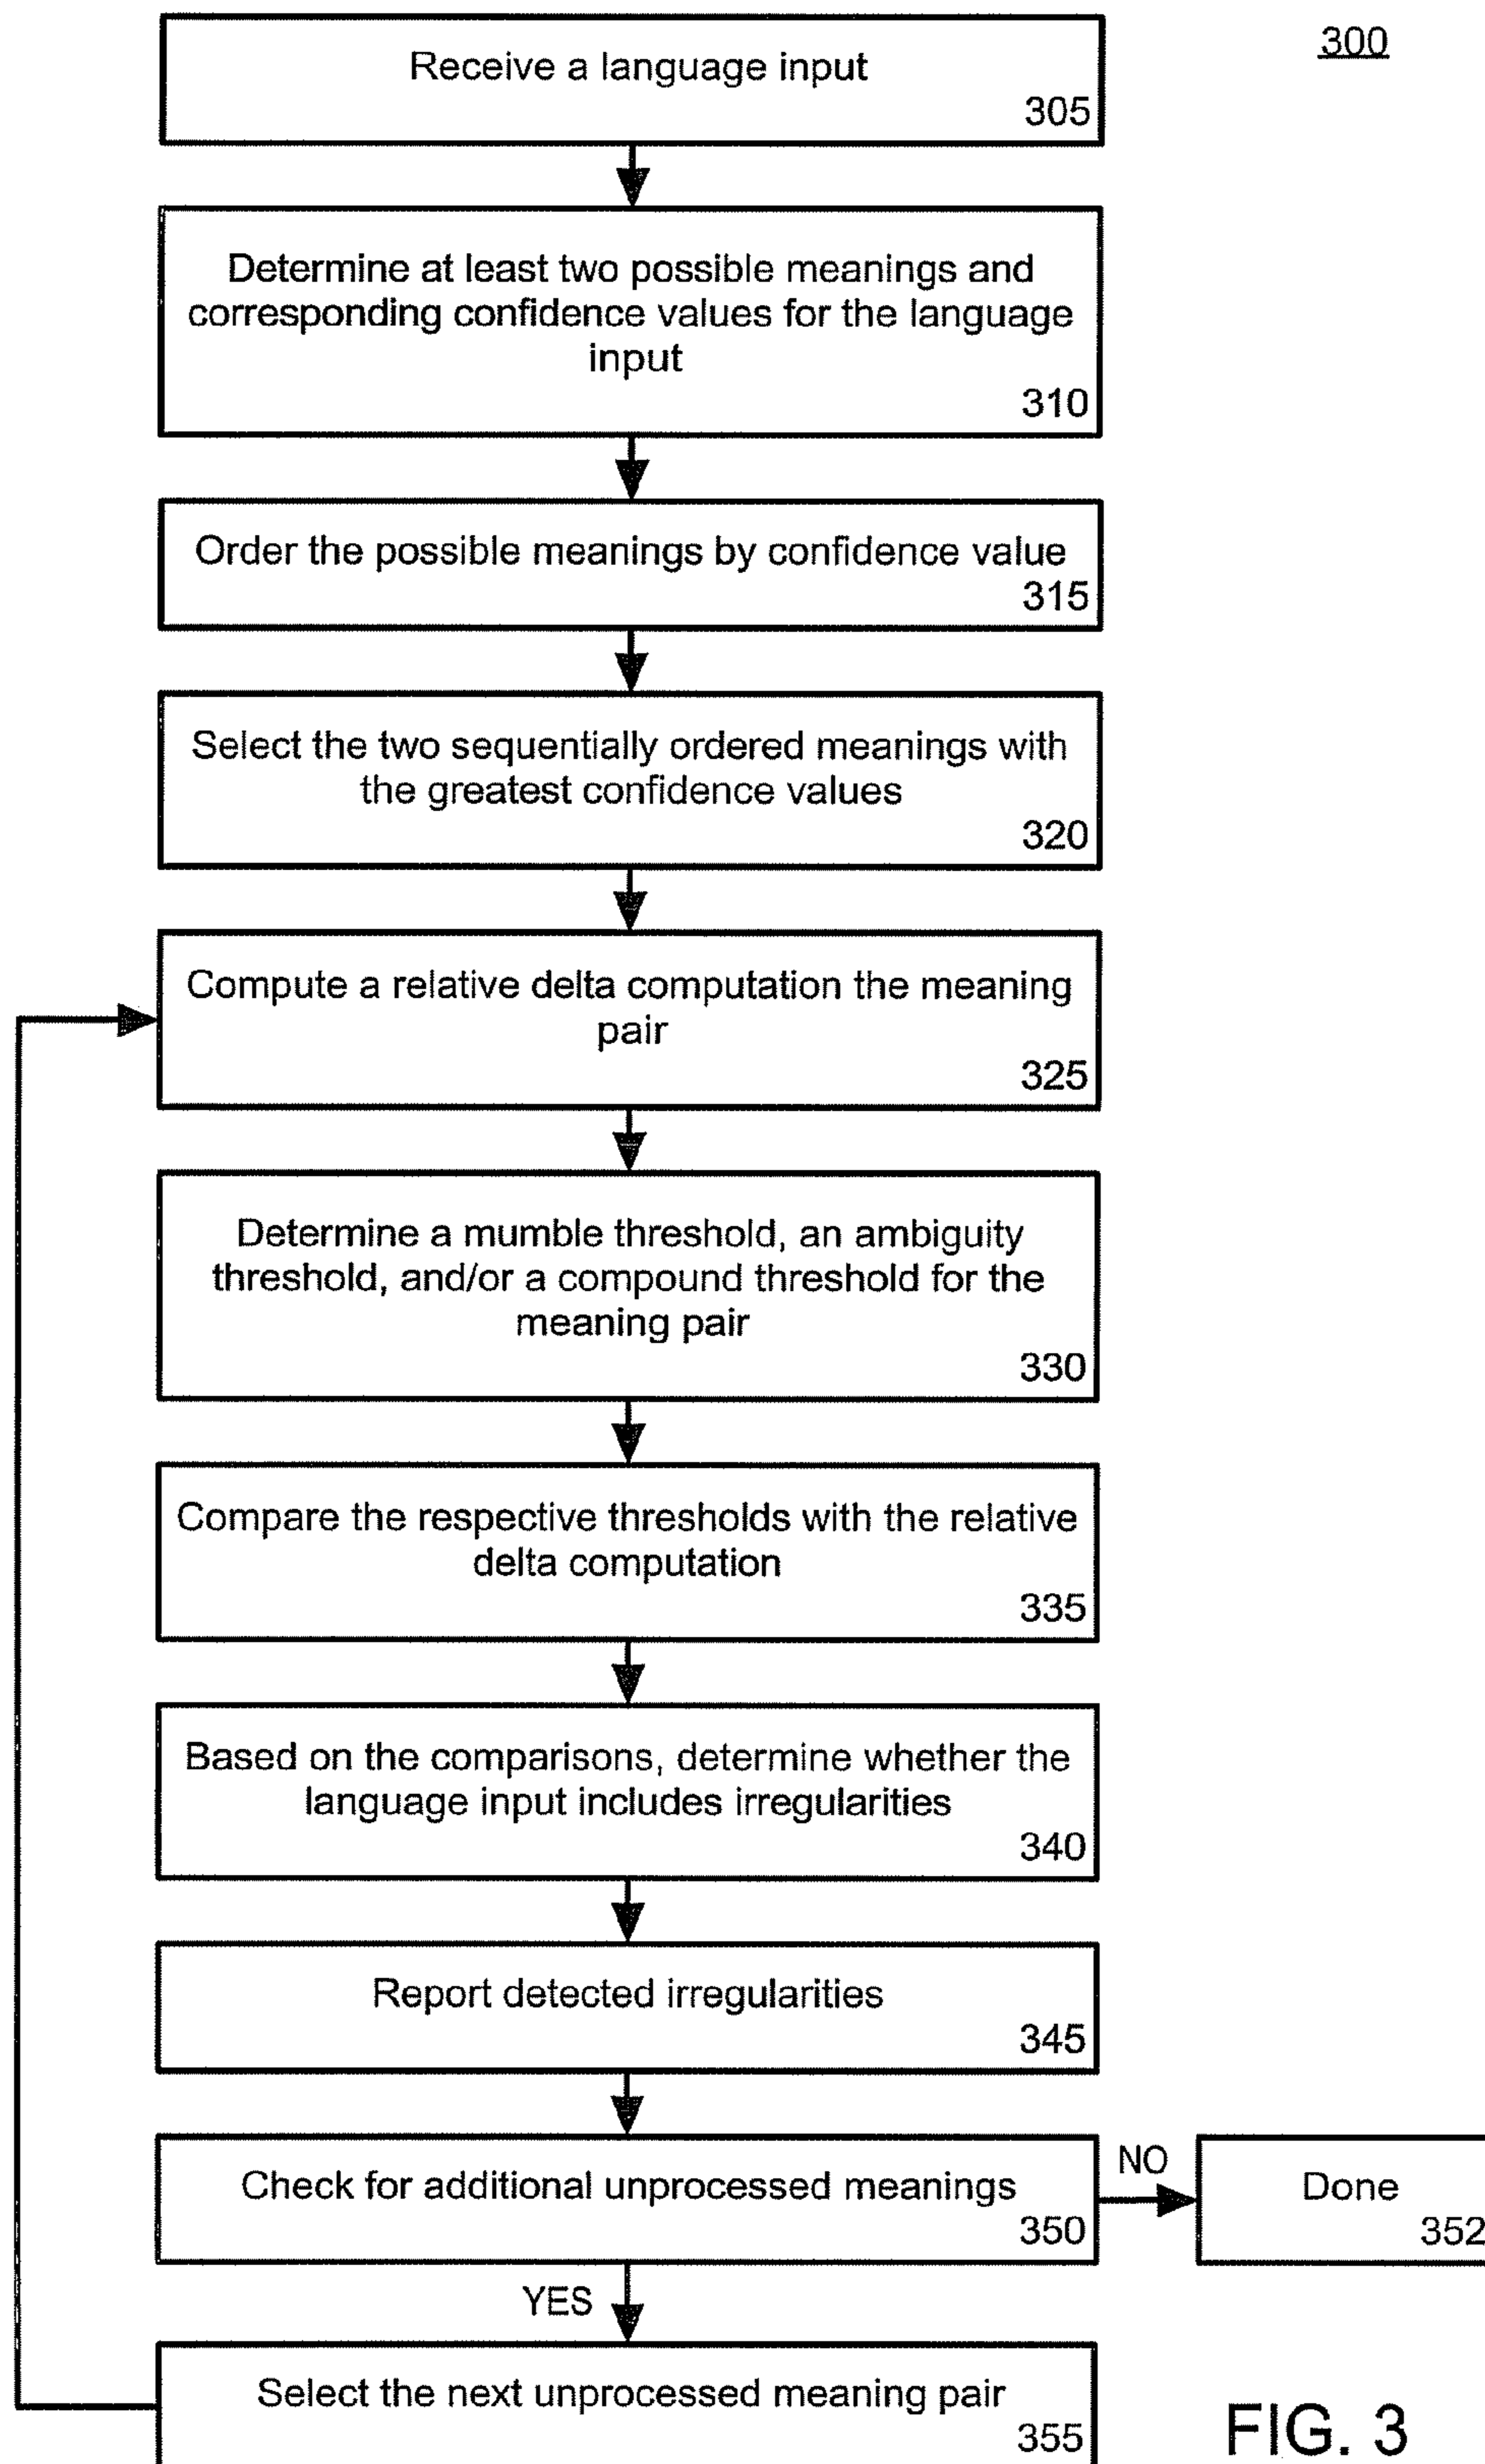 300
Receive a language input
305
Determine at least two possible meanings and
corresponding confidence values for the language
input
310
Order the possible meanings by confidence value
315
Select the two sequentially ordered meanings with
the greatest confidence values
320
Compute a relative delta computation the meaning
pair
325
Determine a mumble threshold, an ambiguity
threshold, and/or a compound threshold for the
meaning pair
330
Compare the respective thresholds with the relative
delta computation
335
Based on the comparisons, determine whether the
language input includes irregularities
340
Report detected irregularities
345
Check for additional unprocessed meanings
350
NO
Done
352
YES
Select the next unprocessed meaning pair
355
FIG. 3